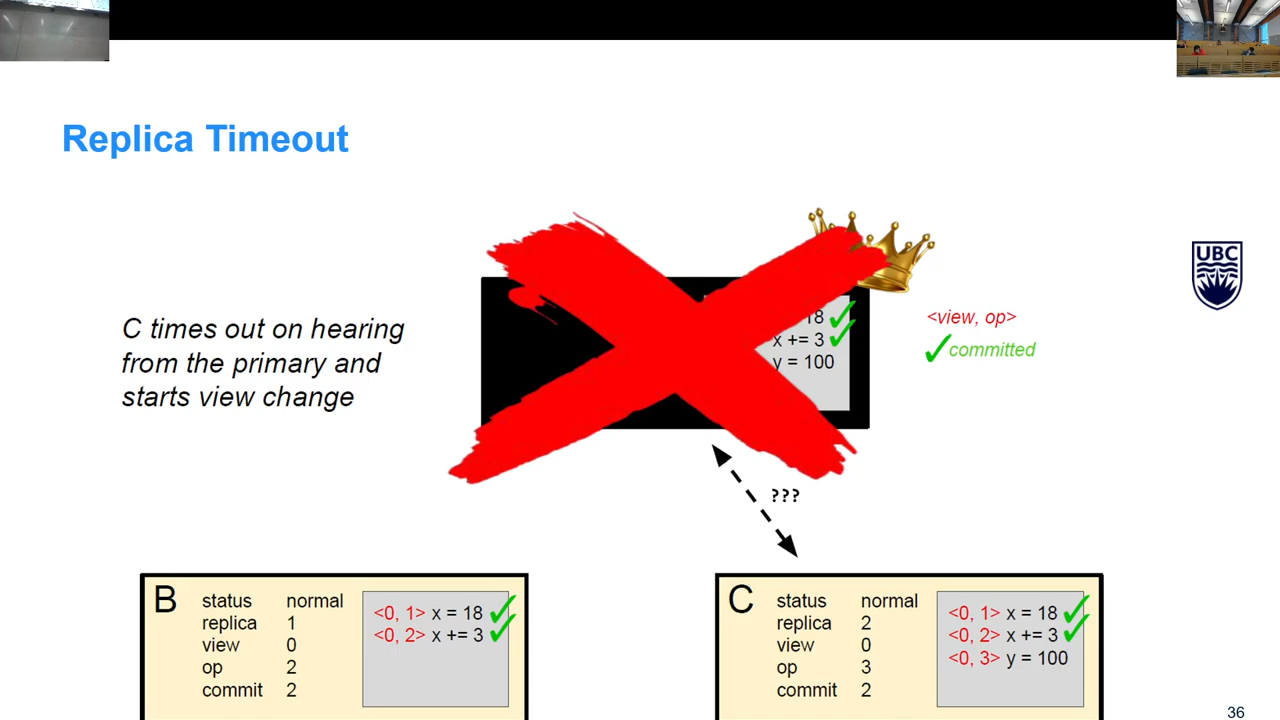 Replica Timeout
UBC
C times out on hearing
from the primary and
starts view change
18
x += 3
y = 100
<view, op>
committed
???
B
status normal
replica 1
view 0
op 2
commit 2
<0, 1> x = 18
<0, 2> x += 3
C
status normal
replica 2
view 0
op 3
commit 2
<0, 1> x = 18
<0, 2> x += 3
<0, 3> y = 100
36